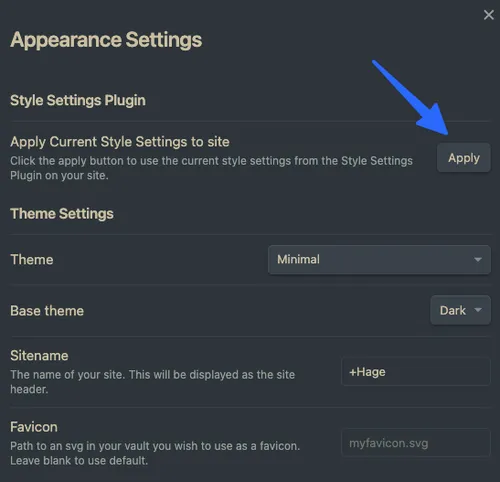 Appearance Settings
Style Settings Plugin
Apply Current Style Settings to site
Click the apply button to use the current style settings from the Style Settings
Plugin on your site.
Apply
Theme Settings
Theme
Minimal
Base theme
Dark
Sitename
The name of your site. This will be displayed as the site
header.
+Hage
Favicon
Path to an svg in your vault you wish to use as a favicon.
Leave blank to use default.
myfavicon.svg